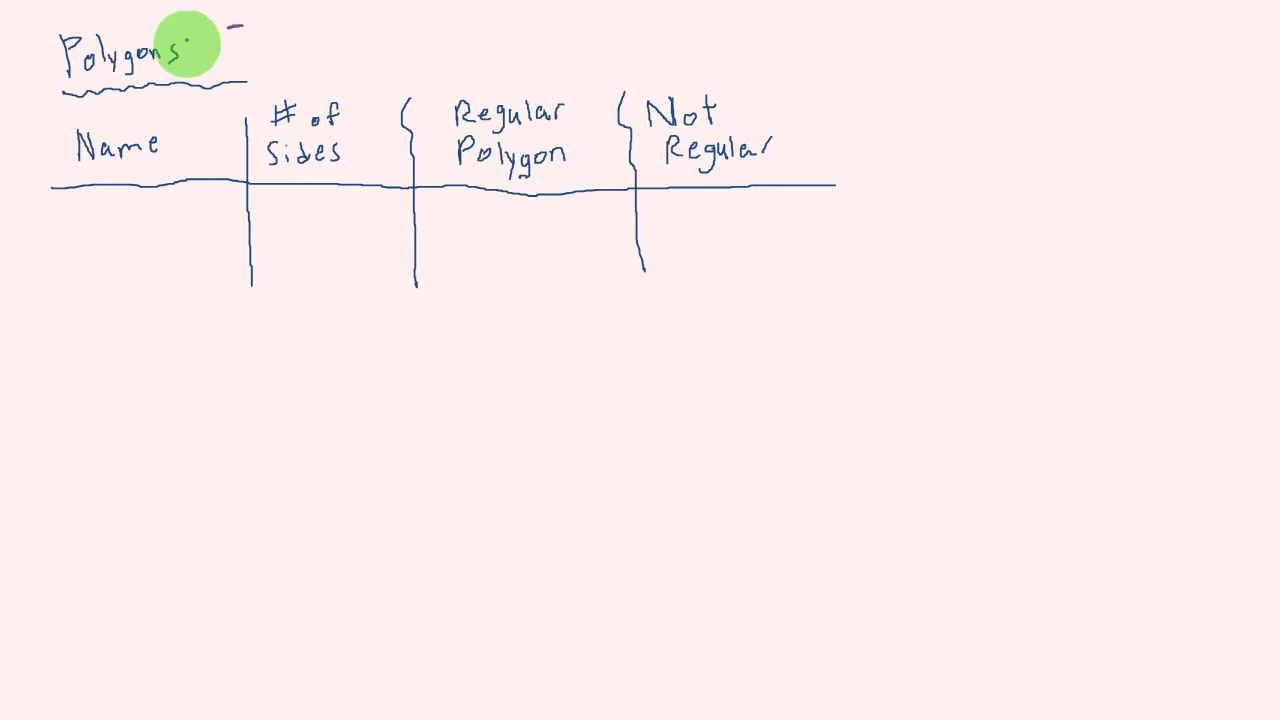 Polygons -
Name
# of
Sides
Regular
Polygon
Not
Regular